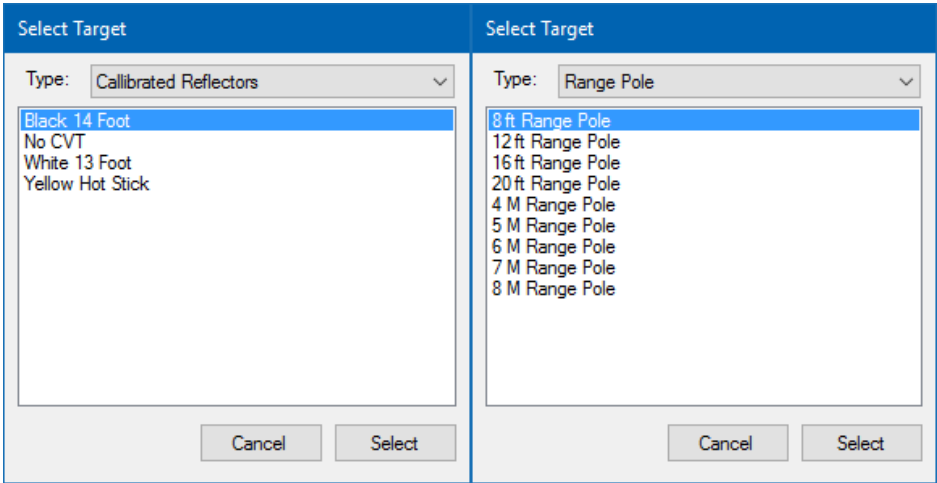 Select Target
Type: Callibrated Reflectors
Black 14 Foot
No CVT
White 13 Foot
Yellow Hot Stick
Cancel Select
Select Target
Type: Range Pole
8 ft Range Pole
12 ft Range Pole
16 ft Range Pole
20 ft Range Pole
4 M Range Pole
5 M Range Pole
6 M Range Pole
7 M Range Pole
8 M Range Pole
Cancel Select